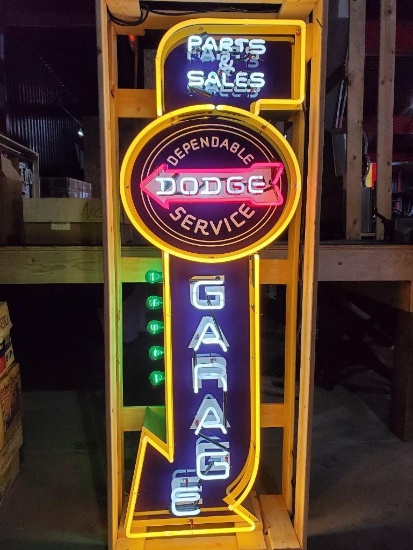 PARTS
&
SALES
DEPENDABLE
DODGE
SERVICE
GARAGE